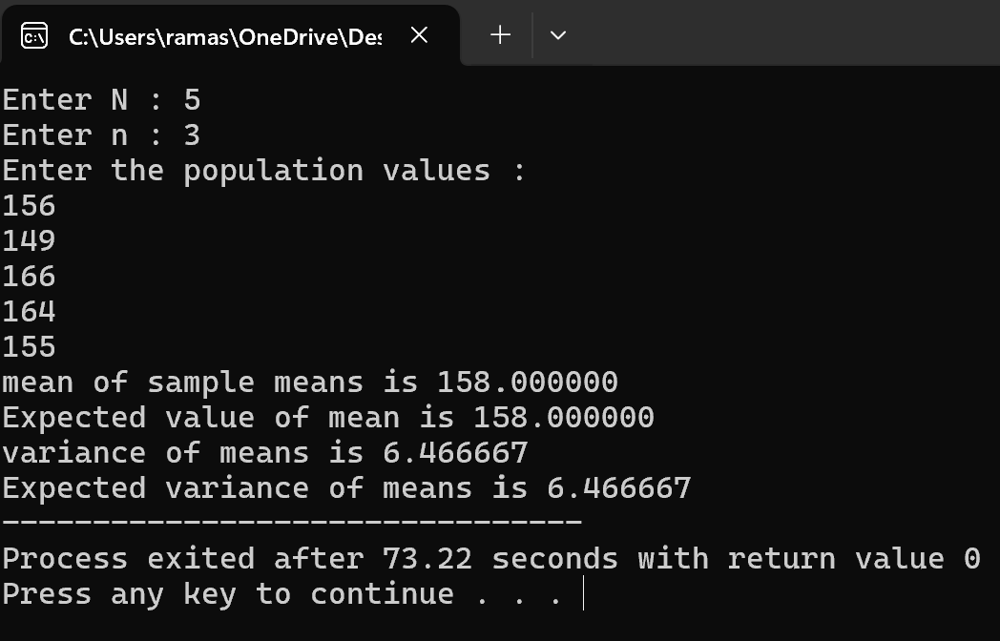 C:\Users\ramas\OneDrive\Des
Enter N : 5
Enter n : 3
Enter the population values :
156
149
166
164
155
mean of sample means is 158.000000
Expected value of mean is 158.000000
variance of means is 6.466667
Expected variance of means is 6.466667
--------------------------------
Process exited after 73.22 seconds with return value 0
Press any key to continue . . .